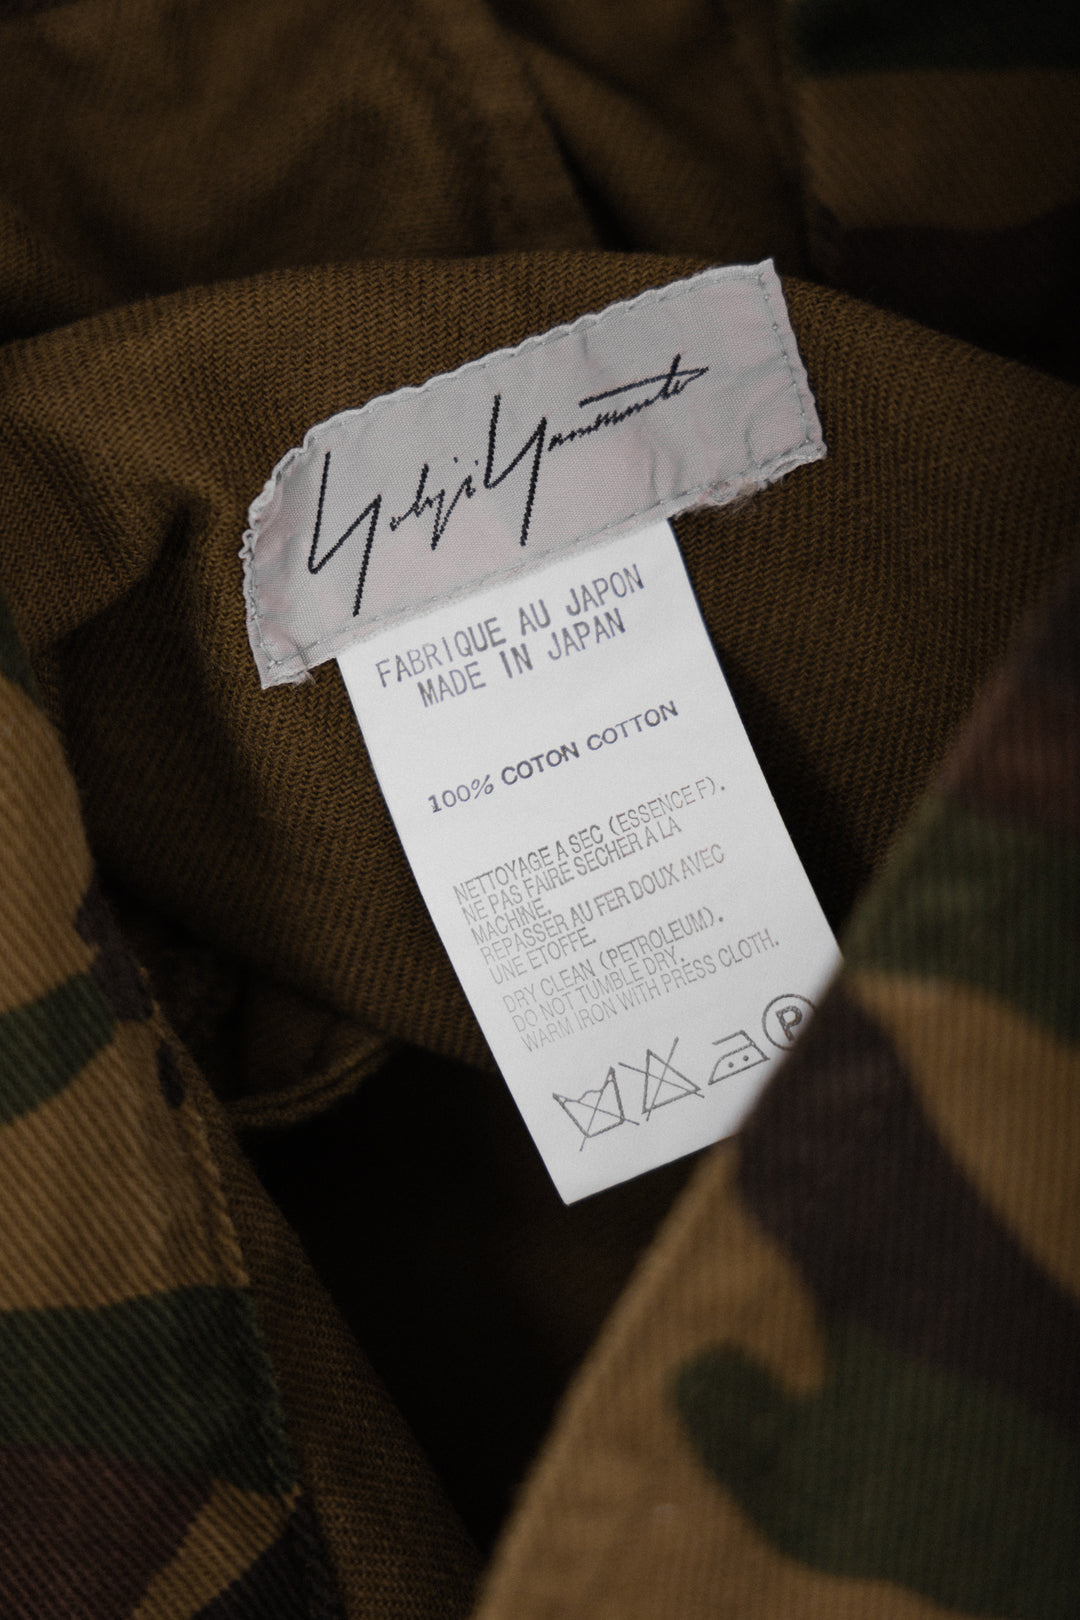 Yohji Yamamoto
FABRIQUE AU JAPON
MADE IN JAPAN
100% COTON COTTON
NETTOYAGE A SEC (ESSENCE F).
NE PAS FAIRE SECHER A LA
MACHINE.
REPASSER AU FER DOUX AVEC
UNE ETOFFE.
DRY CLEAN (PETROLEUM).
DO NOT TUMBLE DRY.
WARM IRON WITH PRESS CLOTH.
P